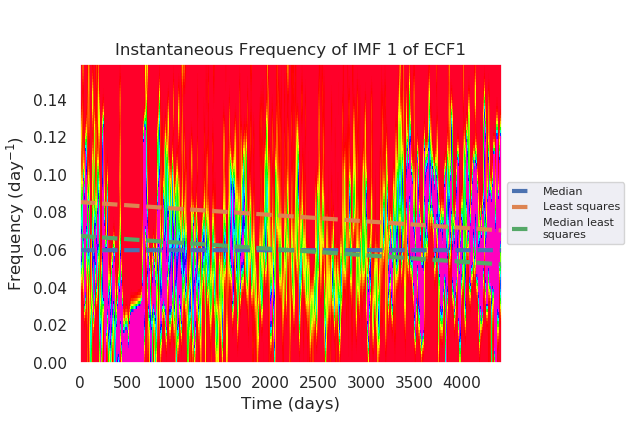 Instantaneous Frequency of IMF 1 of ECF1
Frequency (day⁻¹)
0.14
0.12
0.10
0.08
0.06
0.04
0.02
0.00
0 500 1000 1500 2000 2500 3000 3500 4000
Time (days)
Median
Least squares
Median least
squares